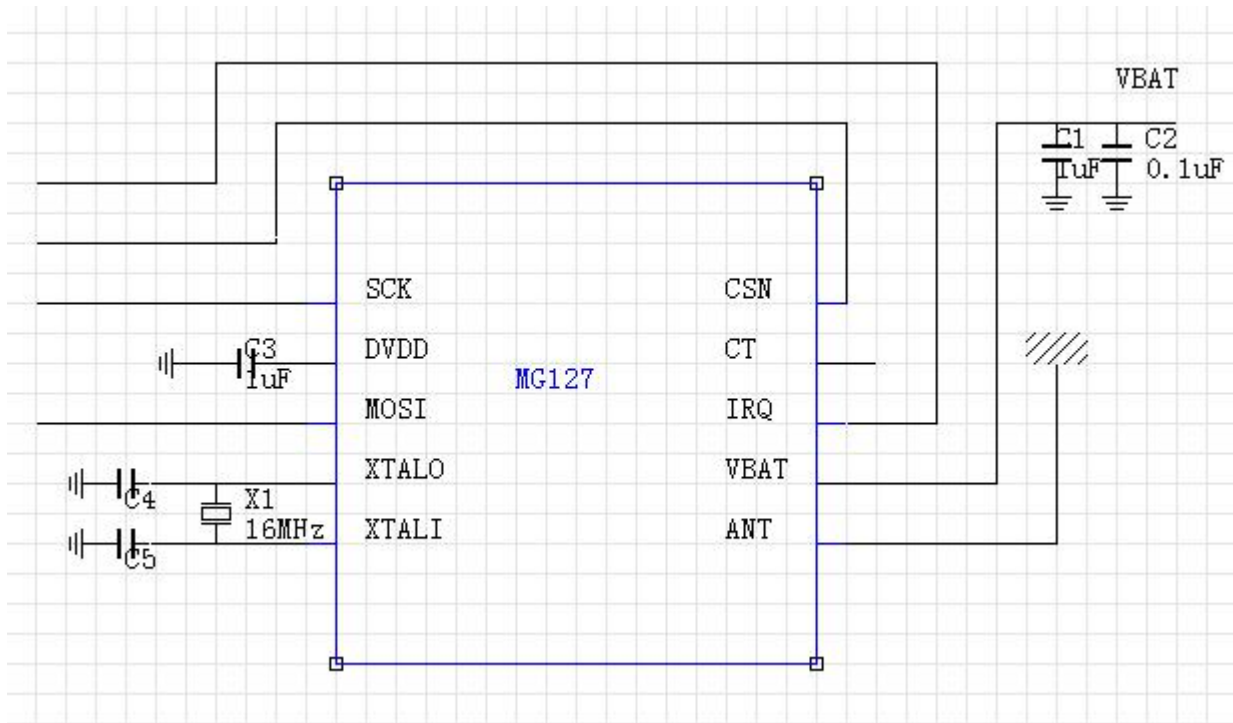 VBAT
C1
1uF
C2
0.1uF
SCK
CSN
C3
1uF
DVDD
CT
MG127
MOSI
IRQ
C4
XTALO
VBAT
X1
16MHz
C5
XTALI
ANT